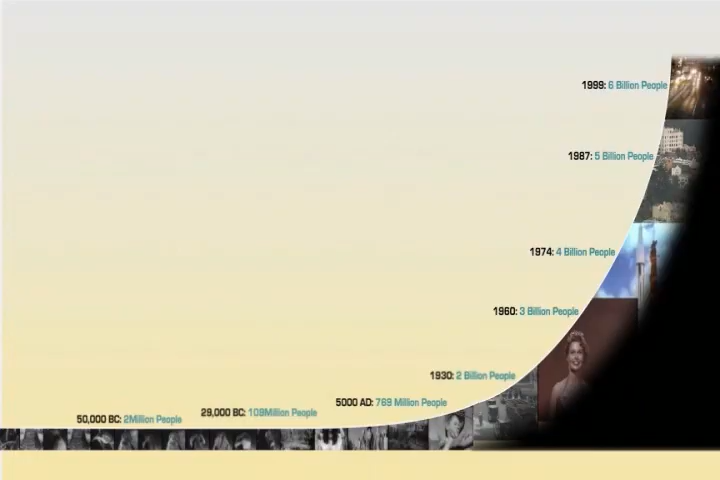 1999: 6 Billion People
1987: 5 Billion People
1974: 4 Billion People
1960: 3 Billion People
1930: 2 Billion People
5000 AD: 769 Million People
29,000 BC: 109Million People
50,000 BC: 2Million People